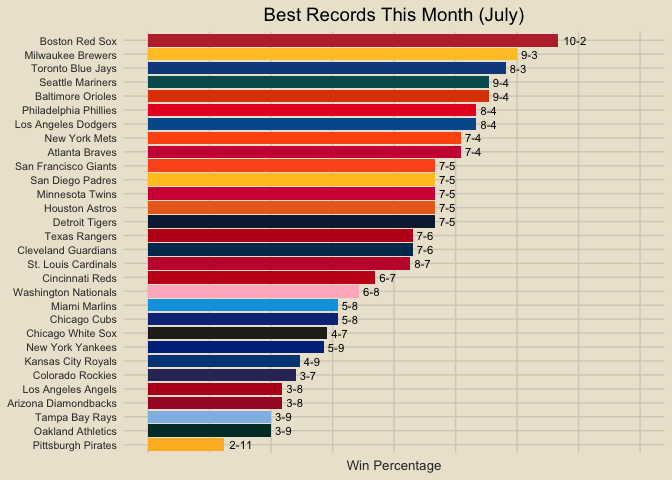 Best Records This Month (July)
Boston Red Sox 10-2
Milwaukee Brewers 9-3
Toronto Blue Jays 8-3
Seattle Mariners 9-4
Baltimore Orioles 9-4
Philadelphia Phillies 8-4
Los Angeles Dodgers 8-4
New York Mets 7-4
Atlanta Braves 7-4
San Francisco Giants 7-5
San Diego Padres 7-5
Minnesota Twins 7-5
Houston Astros 7-5
Detroit Tigers 7-5
Texas Rangers 7-6
Cleveland Guardians 7-6
St. Louis Cardinals 8-7
Cincinnati Reds 6-7
Washington Nationals 6-8
Miami Marlins 5-8
Chicago Cubs 5-8
Chicago White Sox 4-7
New York Yankees 5-9
Kansas City Royals 4-9
Colorado Rockies 3-7
Los Angeles Angels 3-8
Arizona Diamondbacks 3-8
Tampa Bay Rays 3-9
Oakland Athletics 3-9
Pittsburgh Pirates 2-11
Win Percentage